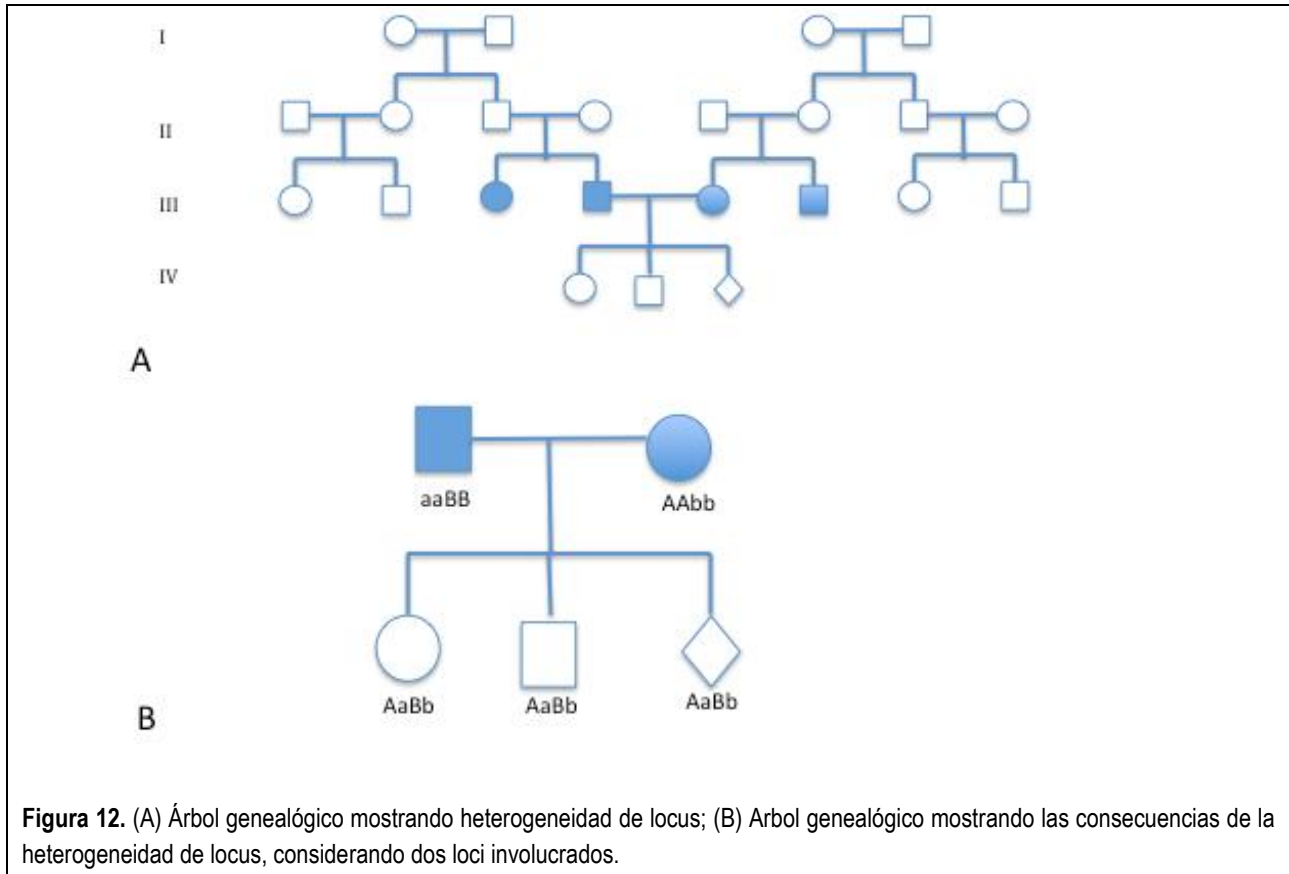 I
II
III
IV
A
aaBB AAbb
AaBb AaBb AaBb
B
Figura 12. (A) Árbol genealógico mostrando heterogeneidad de locus; (B) Arbol genealógico mostrando las consecuencias de la
heterogeneidad de locus, considerando dos loci involucrados.